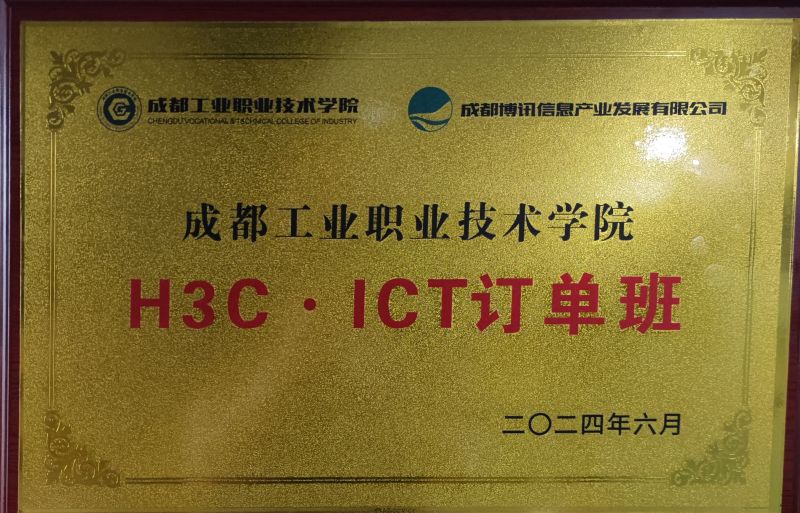 成都工业职业技术学院
CHENGDU VOCATIONAL & TECHNICAL COLLEGE OF INDUSTRY
成都博讯信息产业发展有限公司
成都工业职业技术学院
H3C · ICT订单班
二〇二四年六月